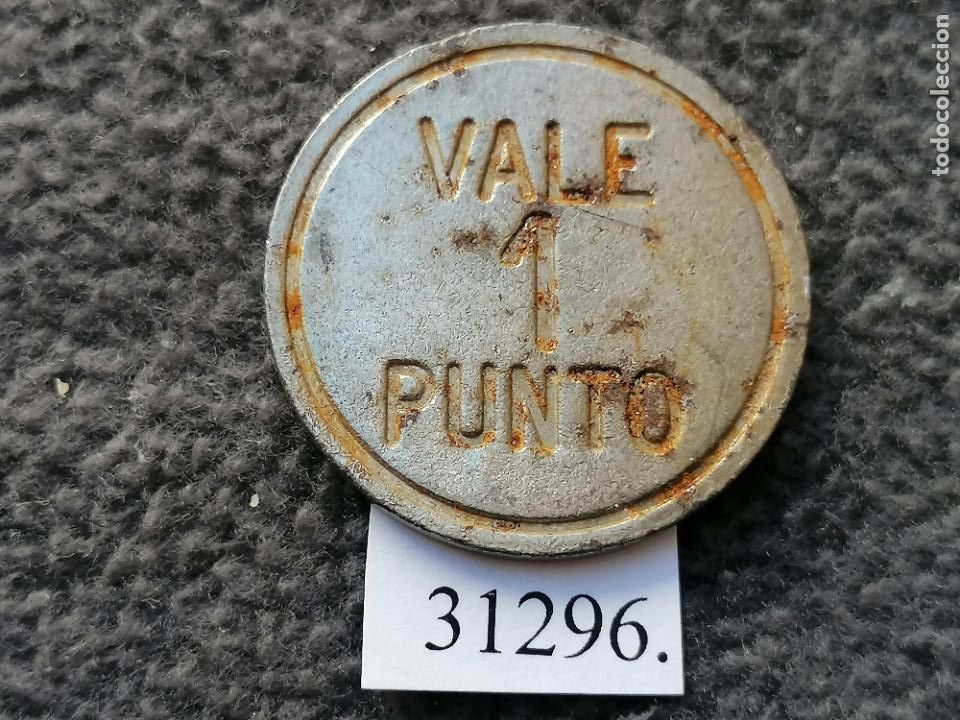 VALE
1
PUNTO
31296.
todocoleccion